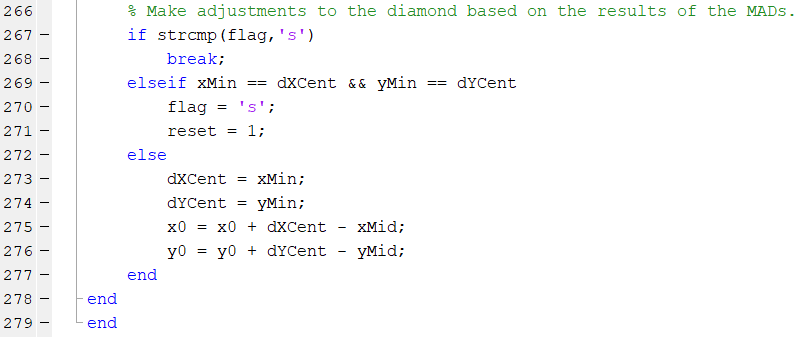 266 % Make adjustments to the diamond based on the results of the MADs.
267 – if strcmp(flag,'s')
268 – break;
269 – elseif xMin == dXCent && yMin == dYCent
270 – flag = 's';
271 – reset = 1;
272 – else
273 – dXCent = xMin;
274 – dYCent = yMin;
275 – x0 = x0 + dXCent - xMid;
276 – y0 = y0 + dYCent - yMid;
277 – end
278 – end
279 – end